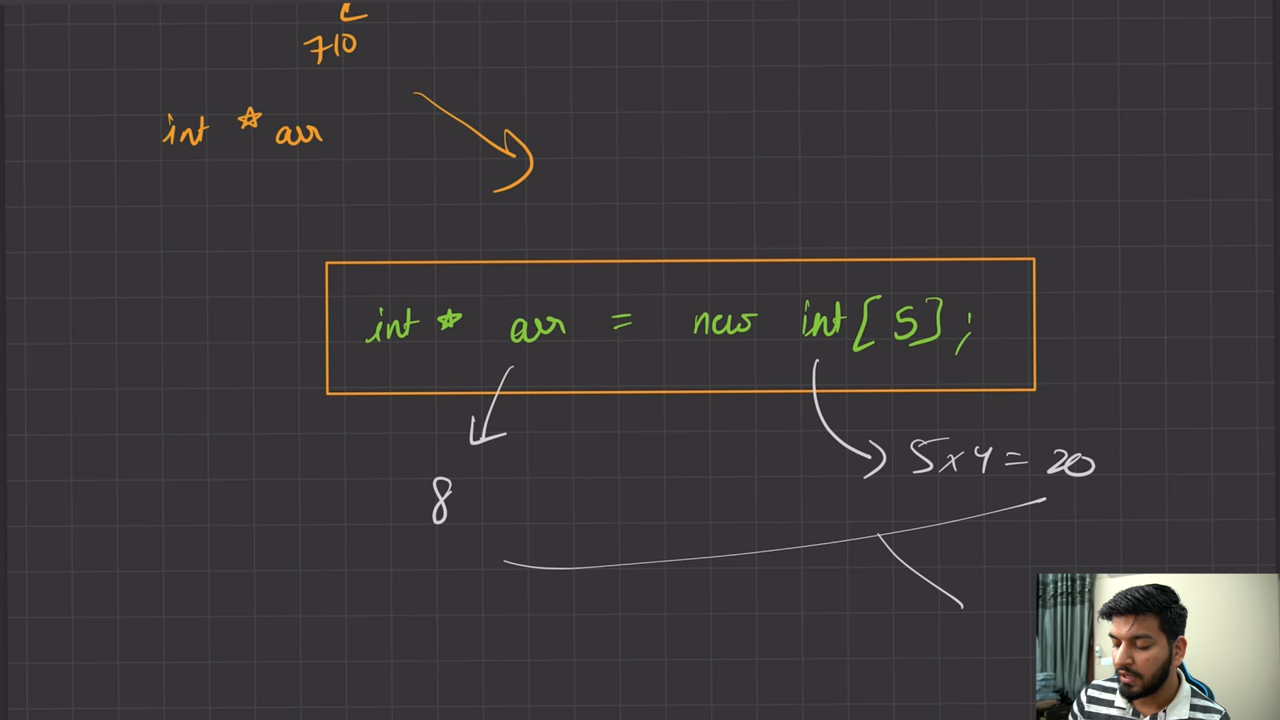 710
int * arr
int * arr = new int[5];
8
5x4 = 20